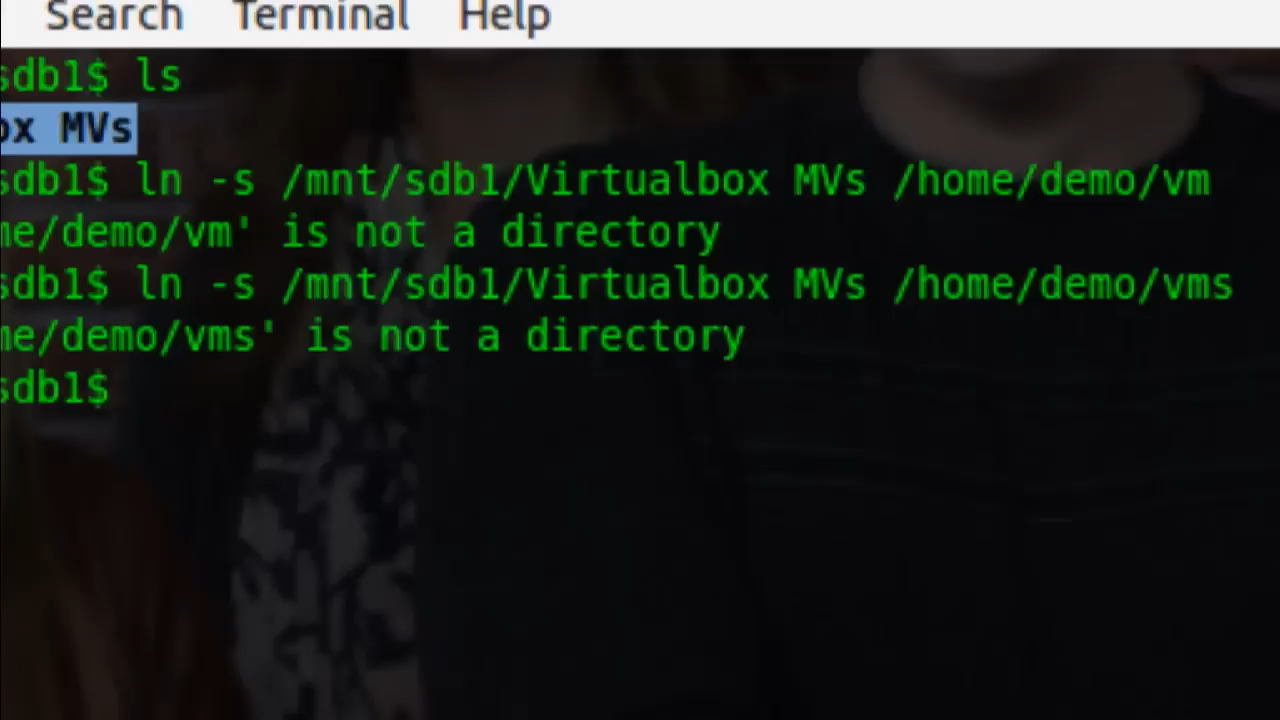 Search Terminal Help
sdb1$ ls
ox MVs
sdb1$ ln -s /mnt/sdb1/Virtualbox MVs /home/demo/vm
me/demo/vm' is not a directory
sdb1$ ln -s /mnt/sdb1/Virtualbox MVs /home/demo/vms
me/demo/vms' is not a directory
sdb1$